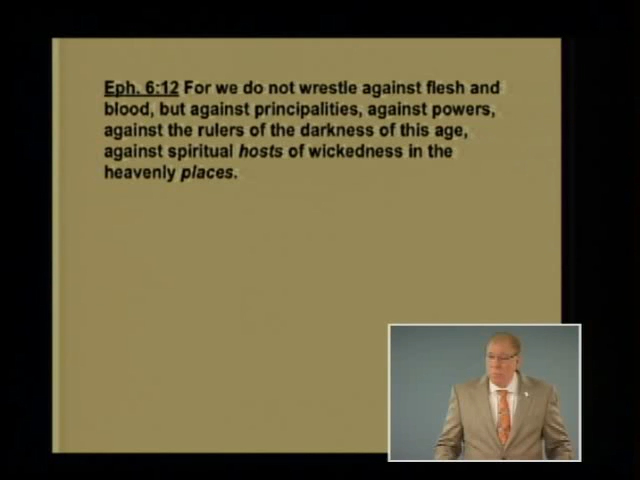 Eph. 6:12 For we do not wrestle against flesh and
blood, but against principalities, against powers,
against the rulers of the darkness of this age,
against spiritual hosts of wickedness in the
heavenly places.